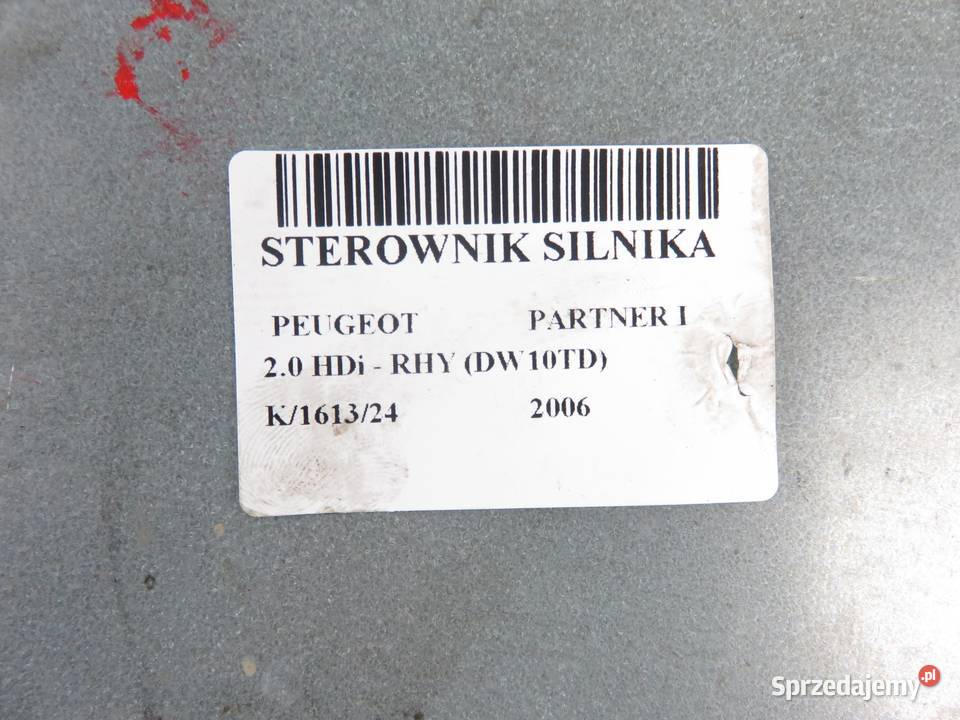 STEROWNIK SILNIKA
PEUGEOT PARTNER I
2.0 HDi - RHY (DW10TD)
K/1613/24 2006
Sprzedajemy.pl